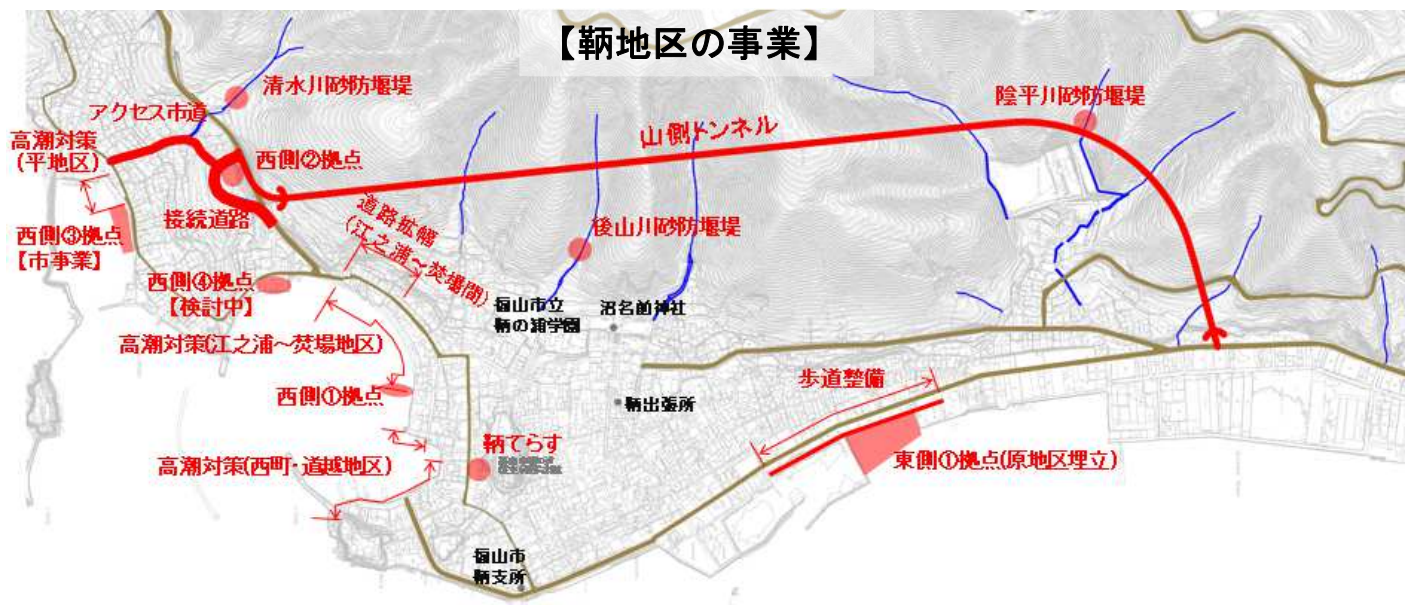 【鞆地区の事業】
清水川砂防堰堤
アクセス市道
高潮対策
(平地区)
西側②拠点
接続道路
西側③拠点
【市事業】
西側④拠点
【検討中】
道路拡幅
(江之浦~焚場間)
山側トンネル
陰平川砂防堰堤
後山川砂防堰堤
福山市立
鞆の浦学園
沼名前神社
高潮対策(江之浦~焚場地区)
西側①拠点
鞆出張所
歩道整備
鞆てらす
高潮対策(西町・道越地区)
東側①拠点(原地区埋立)
福山市
鞆支所